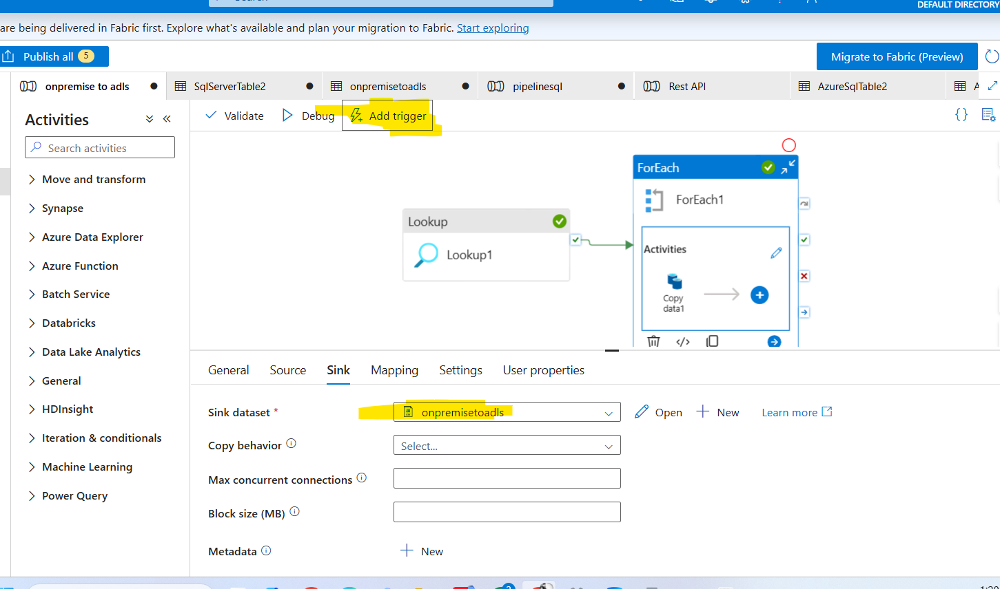 DEFAULT DIRECTORY
are being delivered in Fabric first. Explore what's available and plan your migration to Fabric. Start exploring
Publish all 5
Migrate to Fabric (Preview)
onpremise to adls
SqlServerTable2
onpremisetoadls
pipelinesql
Rest API
AzureSqlTable2
A
Activities
Validate
Debug
Add trigger
{}
Search activities
Move and transform
Synapse
Azure Data Explorer
Azure Function
Batch Service
Databricks
Data Lake Analytics
General
HDInsight
Iteration & conditionals
Machine Learning
Power Query
Lookup
Lookup1
ForEach
ForEach1
Activities
Copy
data1
General
Source
Sink
Mapping
Settings
User properties
Sink dataset *
onpremisetoadls
Open
New
Learn more
Copy behavior
Select...
Max concurrent connections
Block size (MB)
Metadata
New